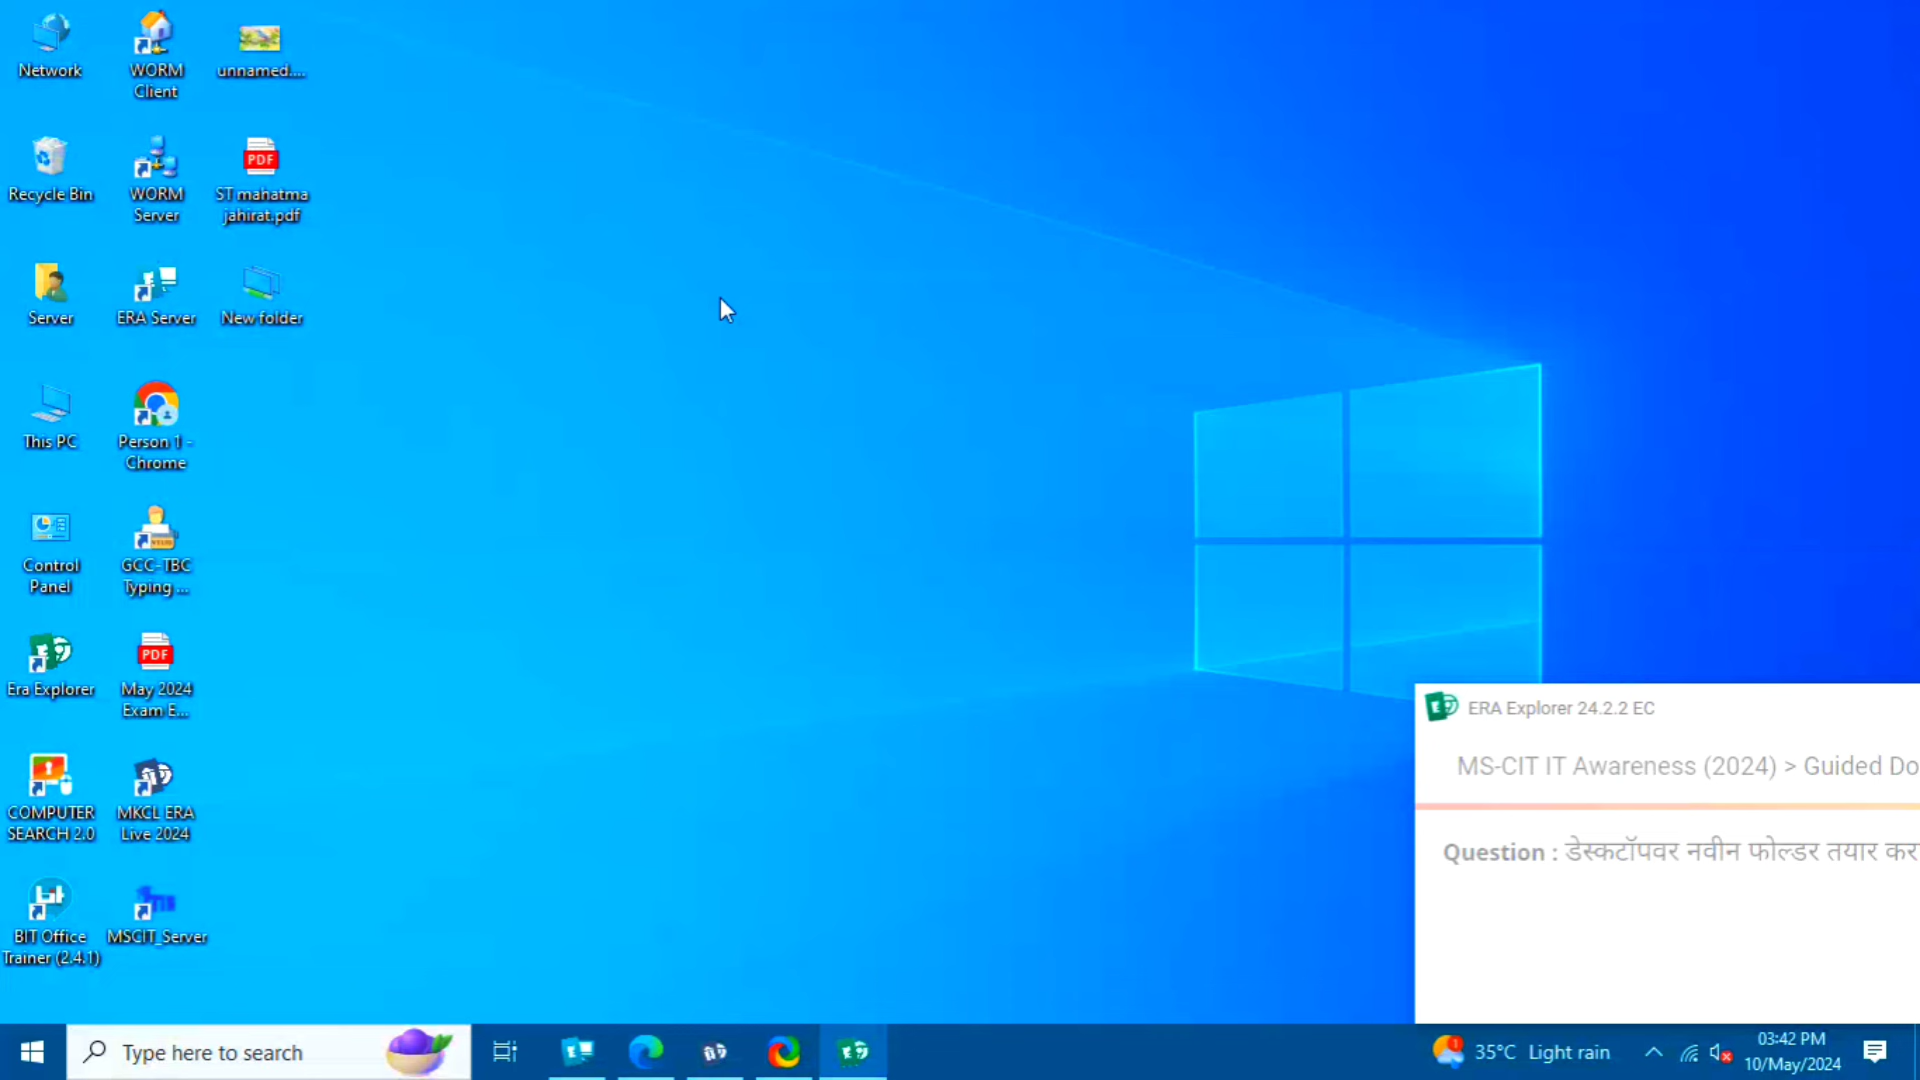 Network
WORM
Client
unnamed....
Recycle Bin
WORM
Server
PDF
ST mahatma
jahirat.pdf
Server
ERA Server
New folder
This PC
Person 1 -
Chrome
Control
Panel
GCC-TBC
Typing ...
Era Explorer
PDF
May 2024
Exam E...
COMPUTER
SEARCH 2.0
MKCL ERA
Live 2024
BIT Office
Trainer (2.4.1)
MSCIT_Server
ERA Explorer 24.2.2 EC
MS-CIT IT Awareness (2024) > Guided Do
Question : डेस्कटॉपवर नवीन फोल्डर तयार कर
Type here to search
35°C Light rain
03:42 PM
10/May/2024